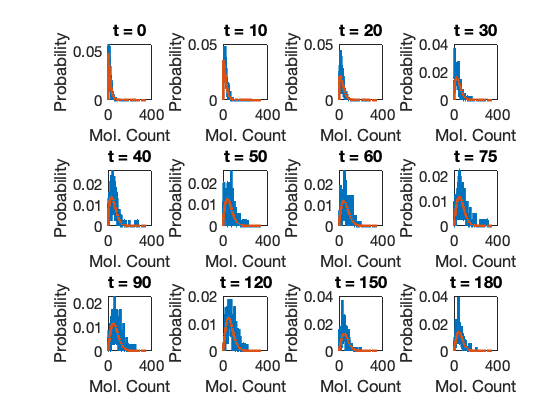 t = 0
t = 10
t = 20
t = 30
Probability
0.05
0
0 400
Mol. Count
Probability
0.05
0
0 400
Mol. Count
Probability
0.05
0
0 400
Mol. Count
Probability
0.04
0.02
0
0 400
Mol. Count
t = 40
t = 50
t = 60
t = 75
Probability
0.02
0.01
0
0 400
Mol. Count
Probability
0.02
0.01
0
0 400
Mol. Count
Probability
0.02
0.01
0
0 400
Mol. Count
Probability
0.02
0.01
0
0 400
Mol. Count
t = 90
t = 120
t = 150
t = 180
Probability
0.02
0.01
0
0 400
Mol. Count
Probability
0.02
0.01
0
0 400
Mol. Count
Probability
0.04
0.02
0
0 400
Mol. Count
Probability
0.04
0.02
0
0 400
Mol. Count